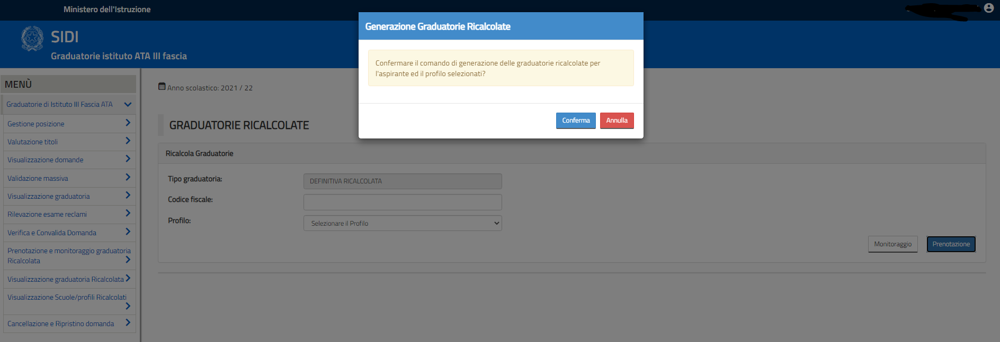 Ministero dell'Istruzione
SIDI
Graduatorie istituto ATA III fascia
Generazione Graduatorie Ricalcolate
Confermare il comando di generazione delle graduatorie ricalcolate per
l'aspirante ed il profilo selezionati?
Conferma Annulla
MENÙ
Graduatorie di Istituto III Fascia ATA
Gestione posizione
Valutazione titoli
Visualizzazione domande
Validazione massiva
Visualizzazione graduatoria
Rilevazione esame reclami
Verifica e Convalida Domanda
Prenotazione e monitoraggio graduatoria
Ricalcolata
Visualizzazione graduatoria Ricalcolata
Visualizzazione Scuole/profili Ricalcolati
Cancellazione e Ripristino domanda
Anno scolastico: 2021 / 22
GRADUATORIE RICALCOLATE
Ricalcola Graduatorie
Tipo graduatoria: DEFINITIVA RICALCOLATA
Codice fiscale:
Profilo: Selezionare il Profilo
Monitoraggio Prenotazione